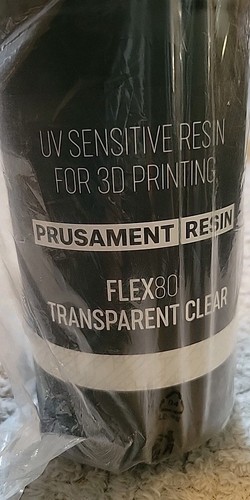 UV SENSITIVE RESIN
FOR 3D PRINTING
PRUSAMENT RESIN
FLEX80
TRANSPARENT CLEAR